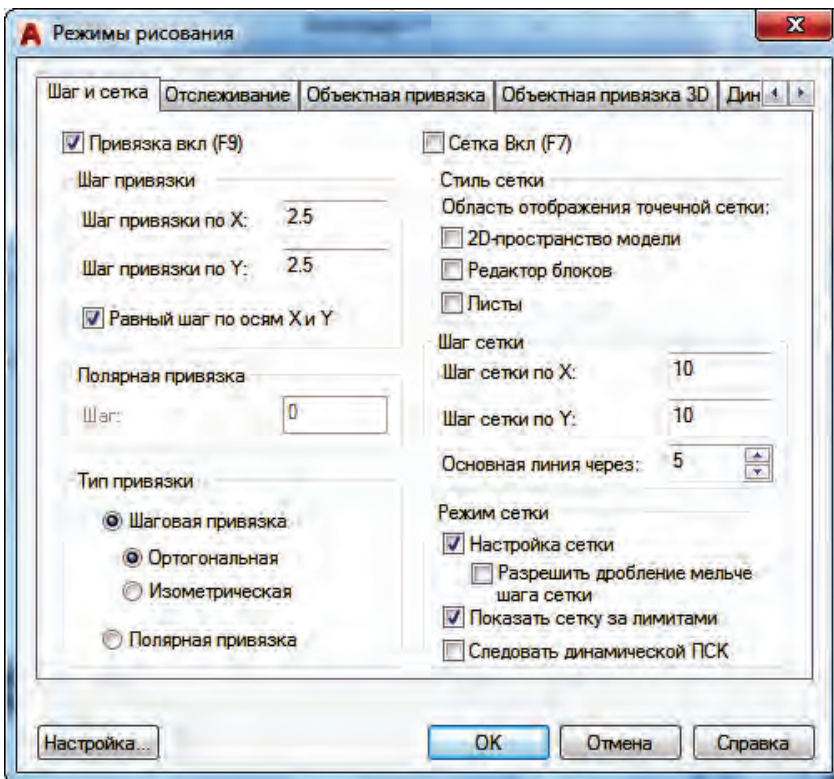 Режимы рисования
Шаг и сетка
Отслеживание
Объектная привязка
Объектная привязка 3D
Дин
Привязка вкл (F9)
Шаг привязки
Шаг привязки по X: 2.5
Шаг привязки по Y: 2.5
Равный шаг по осям X и Y
Полярная привязка
Шаг: 0
Тип привязки
Шаговая привязка
Ортогональная
Изометрическая
Полярная привязка
Сетка Вкл (F7)
Стиль сетки
Область отображения точечной сетки:
2D-пространство модели
Редактор блоков
Листы
Шаг сетки
Шаг сетки по X: 10
Шаг сетки по Y: 10
Основная линия через: 5
Режим сетки
Настройка сетки
Разрешить дробление мельче
шага сетки
Показать сетку за лимитами
Следовать динамической ПСК
Настройка...
OK
Отмена
Справка